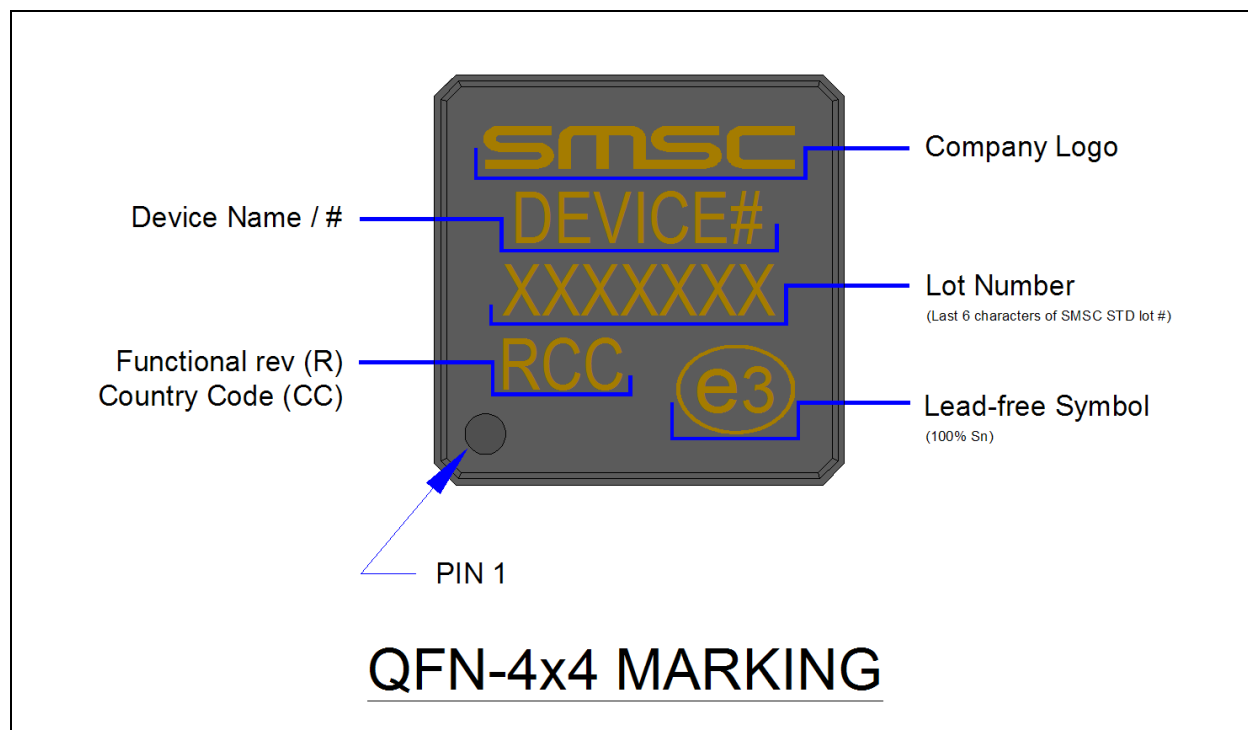 smsc
Company Logo
Device Name / #
DEVICE#
XXXXXXX
Lot Number
(Last 6 characters of SMSC STD lot #)
Functional rev (R)
Country Code (CC)
RCC
e3
Lead-free Symbol
(100% Sn)
PIN 1
QFN-4x4 MARKING